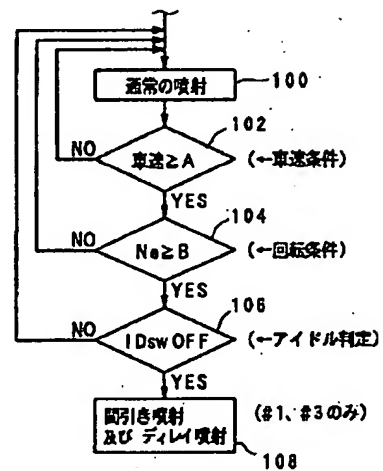 通常の噴射
100
102
NO
車速≧A
(←車速条件)
YES
104
NO
Ne≧B
(←回転条件)
YES
106
NO
IDsw OFF
(←アイドル判定)
YES
間引き噴射
及び ディレイ噴射
(#1、#3のみ)
108